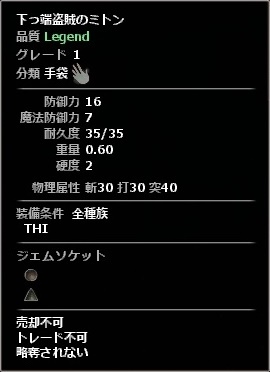 下っ端盗賊のミトン
品質 Legend
グレード 1
分類 手袋
防御力 16
魔法防御力 7
耐久度 35/35
重量 0.60
硬度 2
物理属性 斬30 打30 突40
装備条件 全種族
THI
ジェムソケット
売却不可
トレード不可
略奪されない